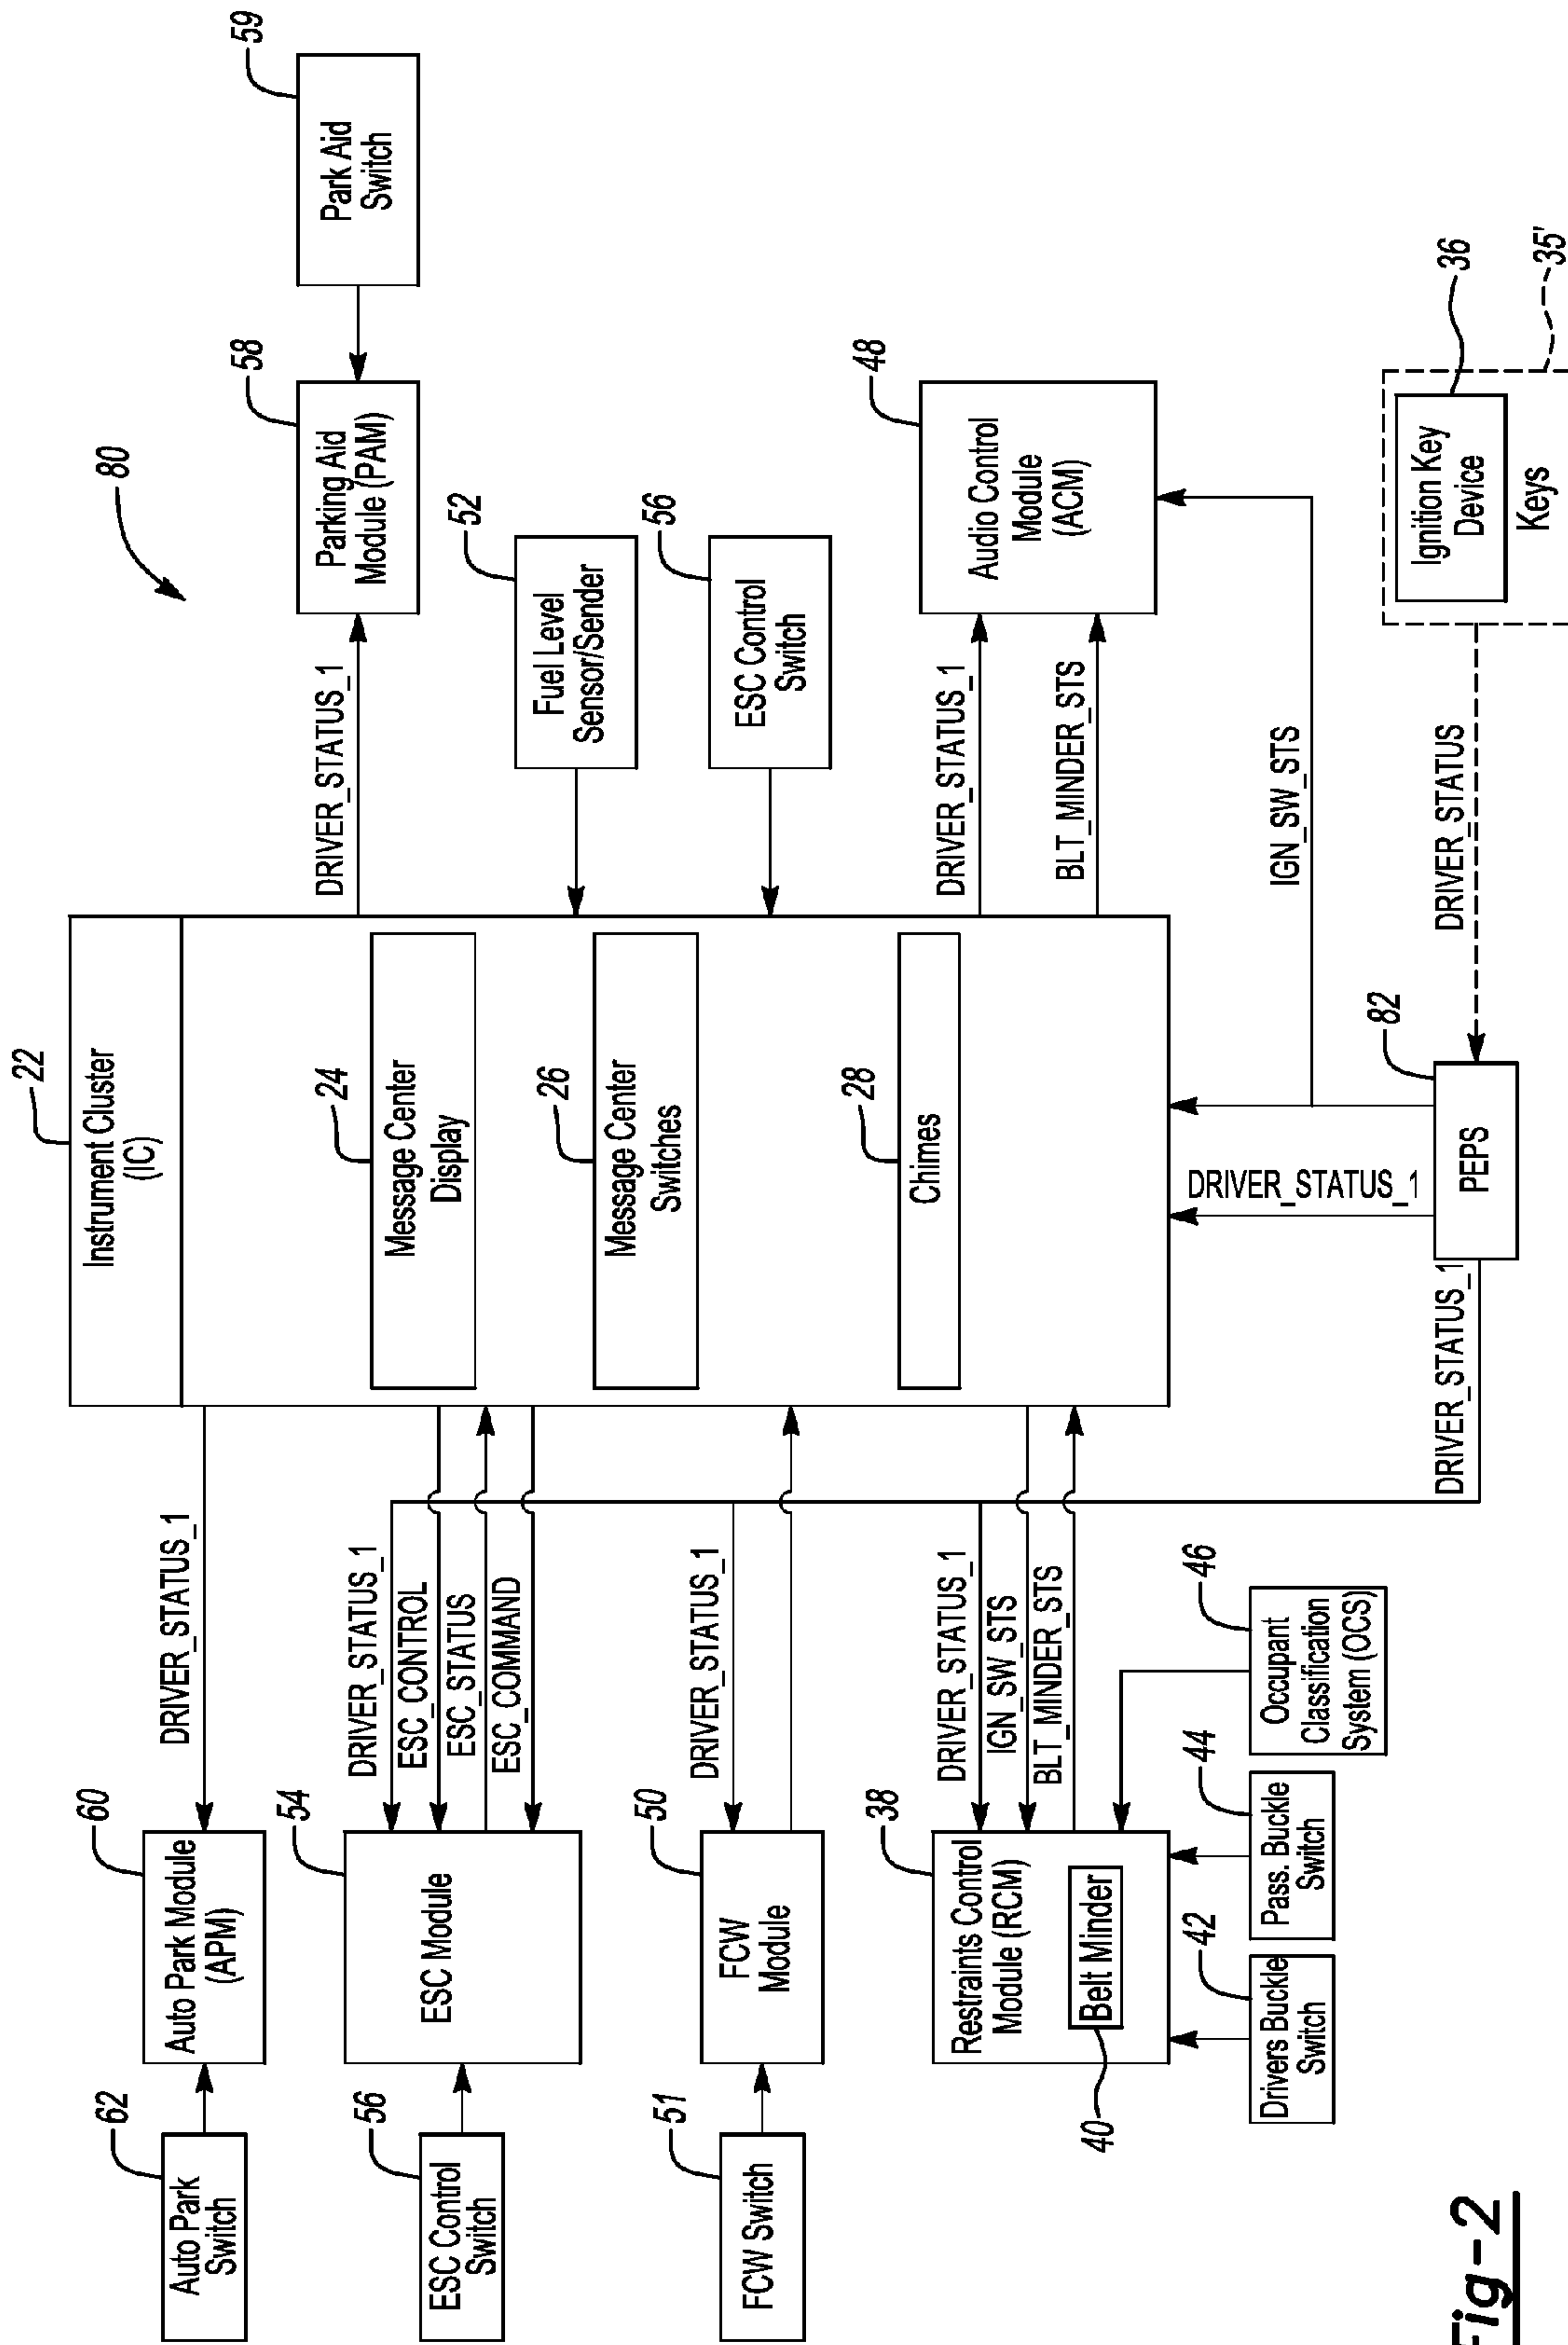 80
22
Instrument Cluster
(IC)
24
Message Center
Display
26
Message Center
Switches
28
Chimes
62
Auto Park
Switch
60
Auto Park Module
(APM)
DRIVER_STATUS_1
56
ESC Control
Switch
54
ESC Module
DRIVER_STATUS_1
ESC_CONTROL
ESC_STATUS
ESC_COMMAND
51
FCW Switch
50
FCW
Module
DRIVER_STATUS_1
38
Restraints Control
Module (RCM)
Belt Minder
40
DRIVER_STATUS_1
IGN_SW_STS
BLT_MINDER_STS
42
Drivers Buckle
Switch
44
Pass. Buckle
Switch
46
Occupant
Classification
System (OCS)
DRIVER_STATUS_1
58
Parking Aid
Module (PAM)
59
Park Aid
Switch
52
Fuel Level
Sensor/Sender
56
ESC Control
Switch
DRIVER_STATUS_1
BLT_MINDER_STS
48
Audio Control
Module
(ACM)
IGN_SW_STS
DRIVER_STATUS_1
DRIVER_STATUS_1
82
PEPS
DRIVER_STATUS
36
Ignition Key
Device
Keys
35'
Fig-2